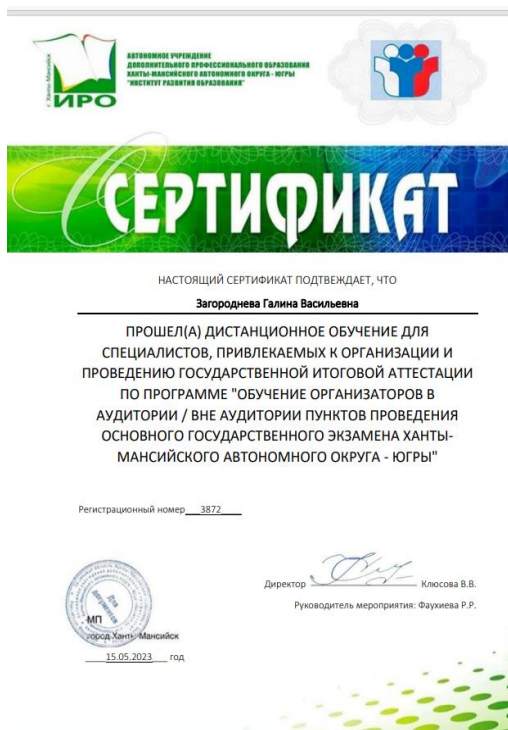 г. Ханты-Мансийск
ИРО
АВТОНОМНОЕ УЧРЕЖДЕНИЕ
ДОПОЛНИТЕЛЬНОГО ПРОФЕССИОНАЛЬНОГО ОБРАЗОВАНИЯ
ХАНТЫ-МАНСИЙСКОГО АВТОНОМНОГО ОКРУГА - ЮГРЫ
"ИНСТИТУТ РАЗВИТИЯ ОБРАЗОВАНИЯ"
СЕРТИФИКАТ
НАСТОЯЩИЙ СЕРТИФИКАТ ПОДТВЕРЖДАЕТ, ЧТО
Загороднева Галина Васильевна
ПРОШЕЛ(А) ДИСТАНЦИОННОЕ ОБУЧЕНИЕ ДЛЯ
СПЕЦИАЛИСТОВ, ПРИВЛЕКАЕМЫХ К ОРГАНИЗАЦИИ И
ПРОВЕДЕНИЮ ГОСУДАРСТВЕННОЙ ИТОГОВОЙ АТТЕСТАЦИИ
ПО ПРОГРАММЕ "ОБУЧЕНИЕ ОРГАНИЗАТОРОВ В
АУДИТОРИИ / ВНЕ АУДИТОРИИ ПУНКТОВ ПРОВЕДЕНИЯ
ОСНОВНОГО ГОСУДАРСТВЕННОГО ЭКЗАМЕНА ХАНТЫ-
МАНСИЙСКОГО АВТОНОМНОГО ОКРУГА - ЮГРЫ"
Регистрационный номер 3872
Директор Клюсова В.В.
Руководитель мероприятия: Фаухиева Р.Р.
Для
документов
МП
город Ханты-Мансийск
15.05.2023 год